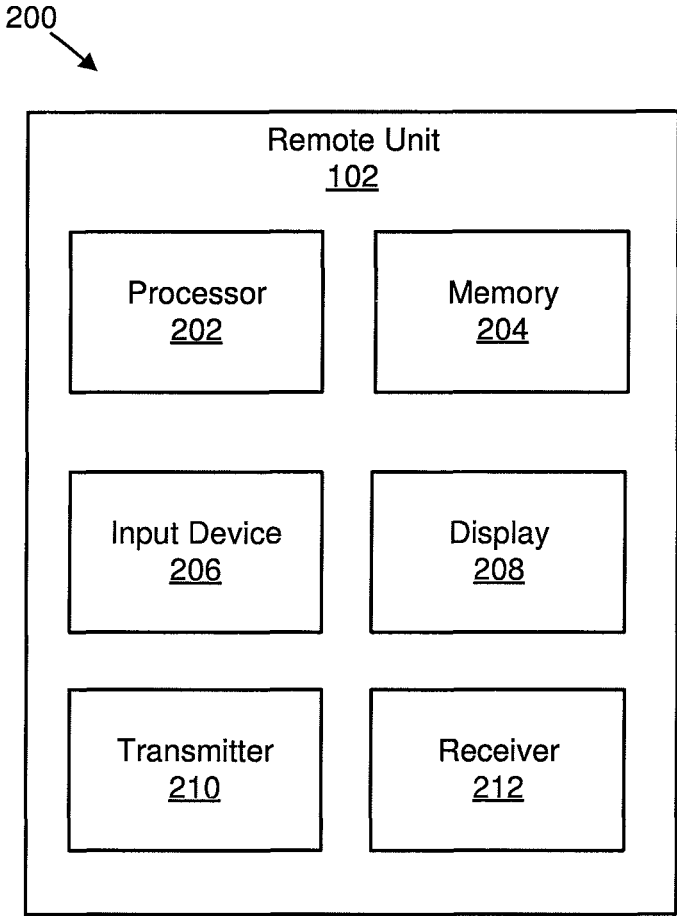 200
Remote Unit
102
Processor
202
Memory
204
Input Device
206
Display
208
Transmitter
210
Receiver
212